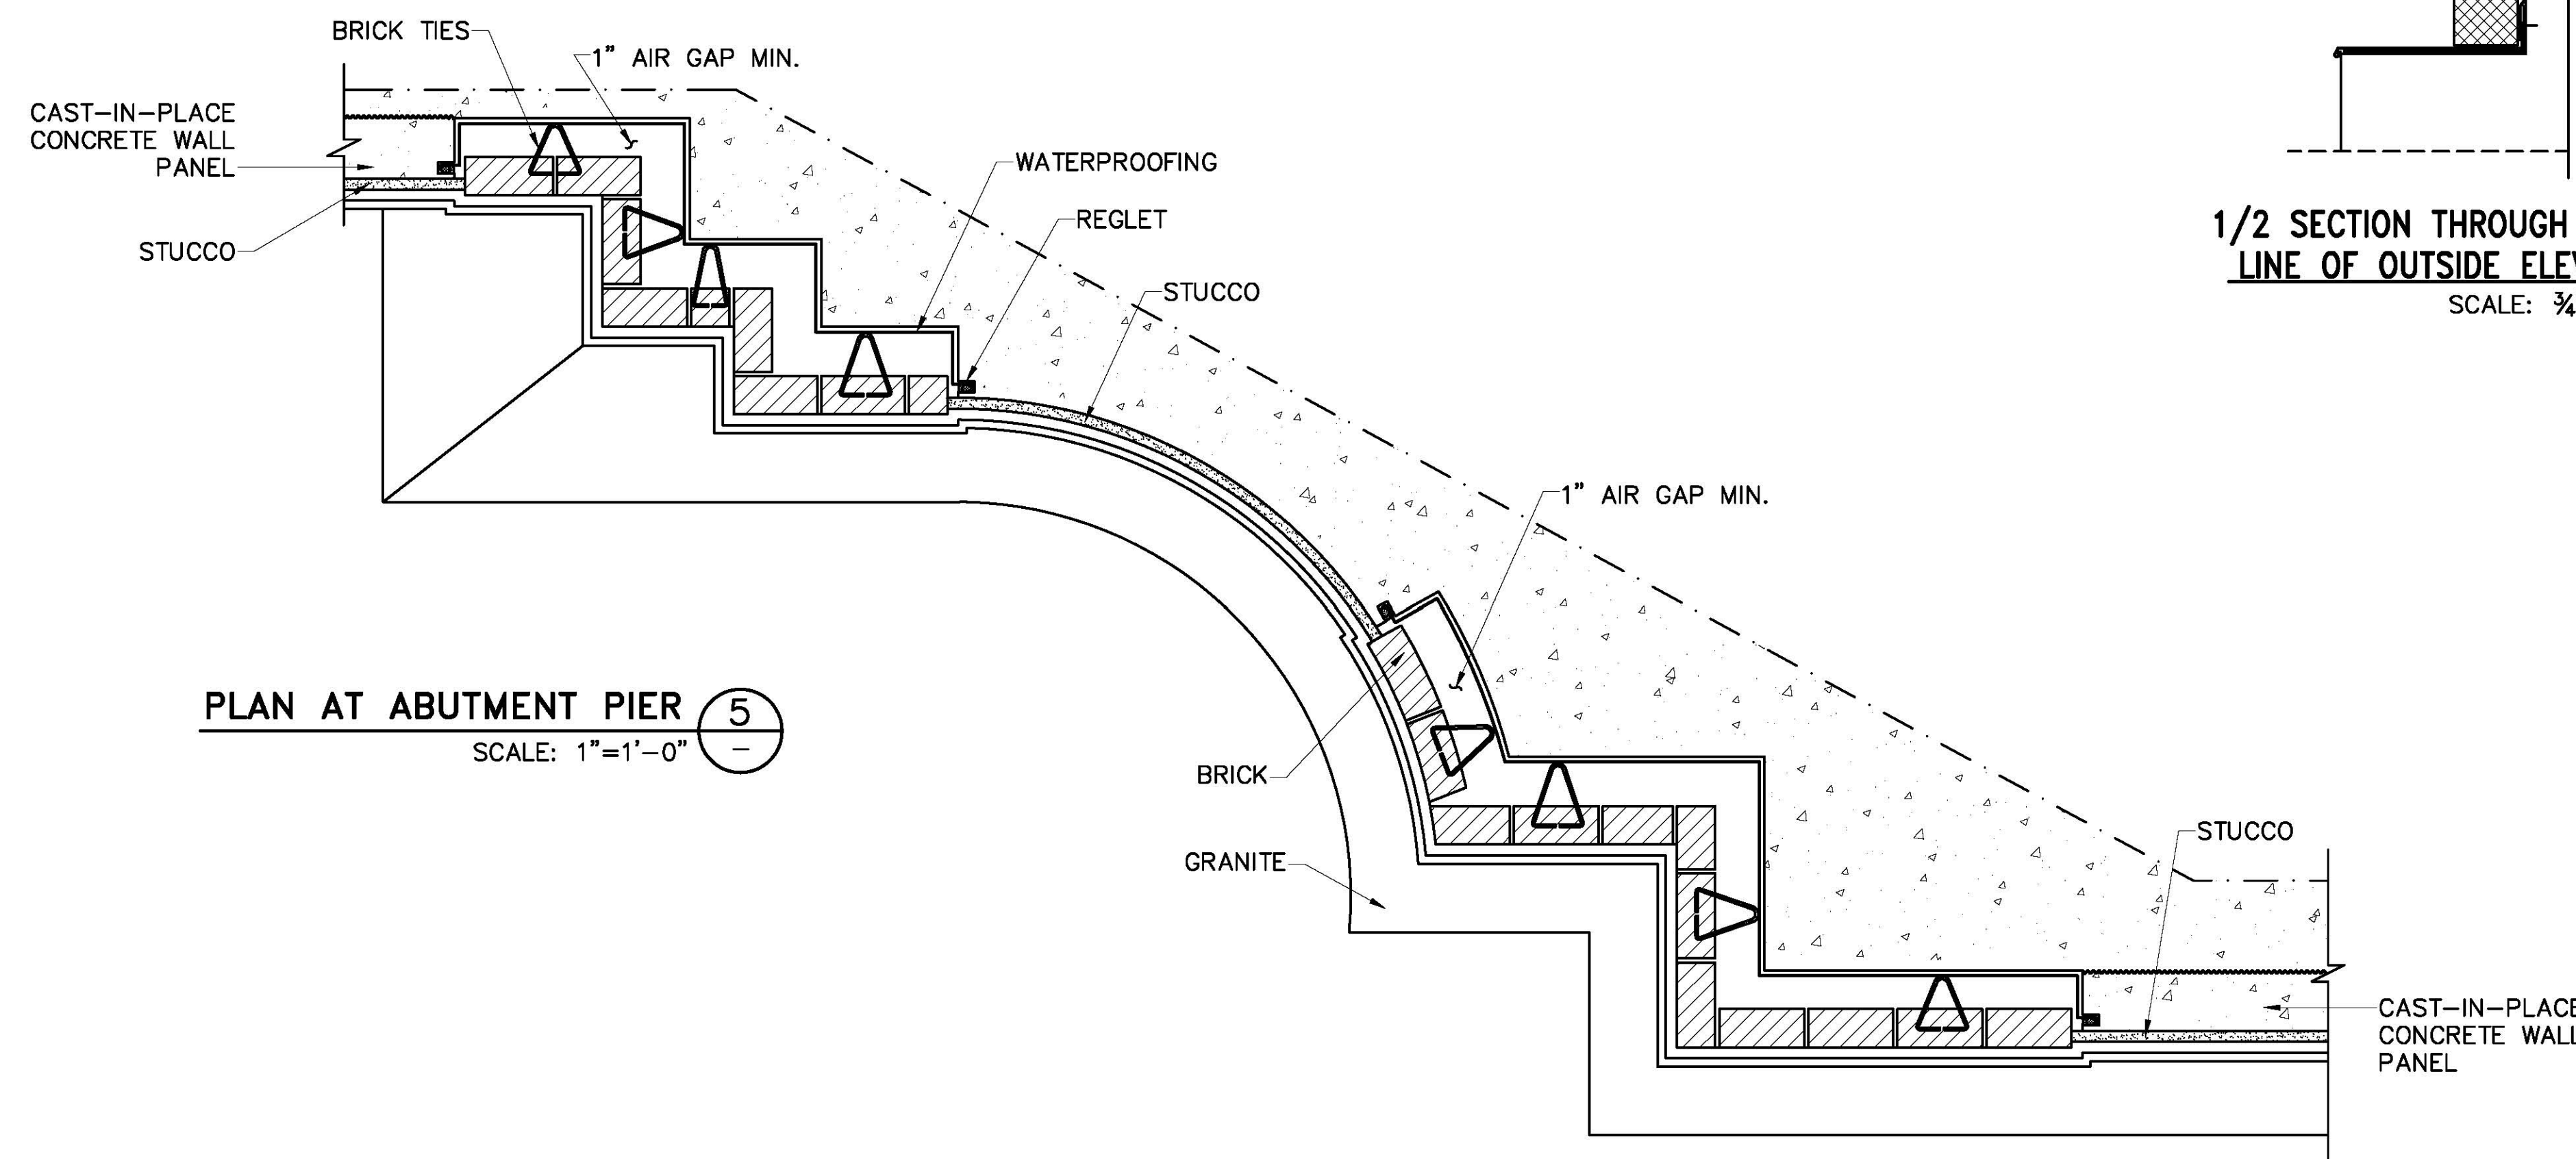 BRICK TIES
1" AIR GAP MIN.
CAST-IN-PLACE
CONCRETE WALL
PANEL
STUCCO
WATERPROOFING
REGLET
STUCCO
1/2 SECTION THROUGH
LINE OF OUTSIDE
SCALE: ¾
1" AIR GAP MIN.
PLAN AT ABUTMENT PIER
5
-
SCALE: 1"=1'-0"
BRICK
GRANITE
STUCCO
CAST-IN-PLACE
CONCRETE WALL
PANEL